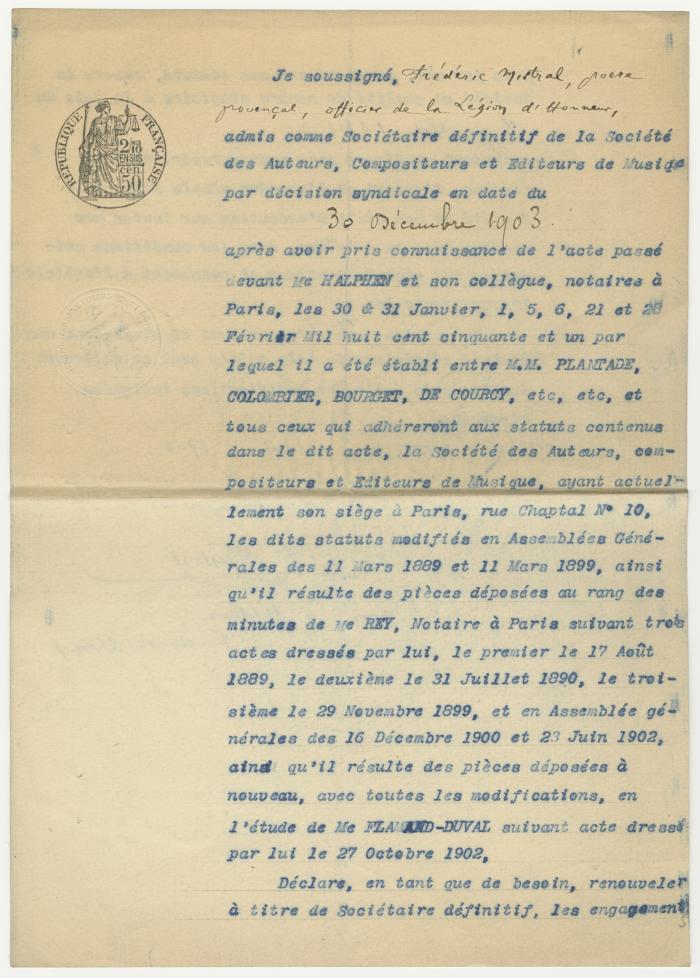 Je soussigné, Frédéric Mistral, poète
provençal, officier de la Légion d'Honneur,
RÉPUBLIQUE FRANÇAISE
2/10
EN SUS
cen.
50
admis comme Sociétaire définitif de la Société
des Auteurs, Compositeurs et Editeurs de Musique
par décision syndicale en date du
30 Décembre 1903.
après avoir pris connaissance de l'acte passé
devant Me HALPHEN et son collègue, notaires à
Paris, les 30 & 31 Janvier, 1, 5, 6, 21 et 28
Février Mil huit cent cinquante et un par
lequel il a été établi entre M.M. PLANTADE,
COLOMBIER, BOURGET, DE COURCY, etc, etc, et
tous ceux qui adhéreront aux statuts contenus
dans le dit acte, la Société des Auteurs, com-
positeurs et Editeurs de Musique, ayant actuel-
lement son siège à Paris, rue Chaptal N° 10,
les dits statuts modifiés en Assemblées Géné-
rales des 11 Mars 1889 et 11 Mars 1899, ainsi
qu'il résulte des pièces déposées au rang des
minutes de Me REY, Notaire à Paris suivant trois
actes dressés par lui, le premier le 17 Août
1889, le deuxième le 31 Juillet 1890, le troi-
sième le 29 Novembre 1899, et en Assemblée gé-
nérales des 16 Décembre 1900 et 23 Juin 1902,
ainsi qu'il résulte des pièces déposées à
nouveau, avec toutes les modifications, en
l'étude de Me FLAMAND-DUVAL suivant acte dressé
par lui le 27 Octobre 1902,
Déclare, en tant que de besoin, renouveler
à titre de Sociétaire définitif, les engagement